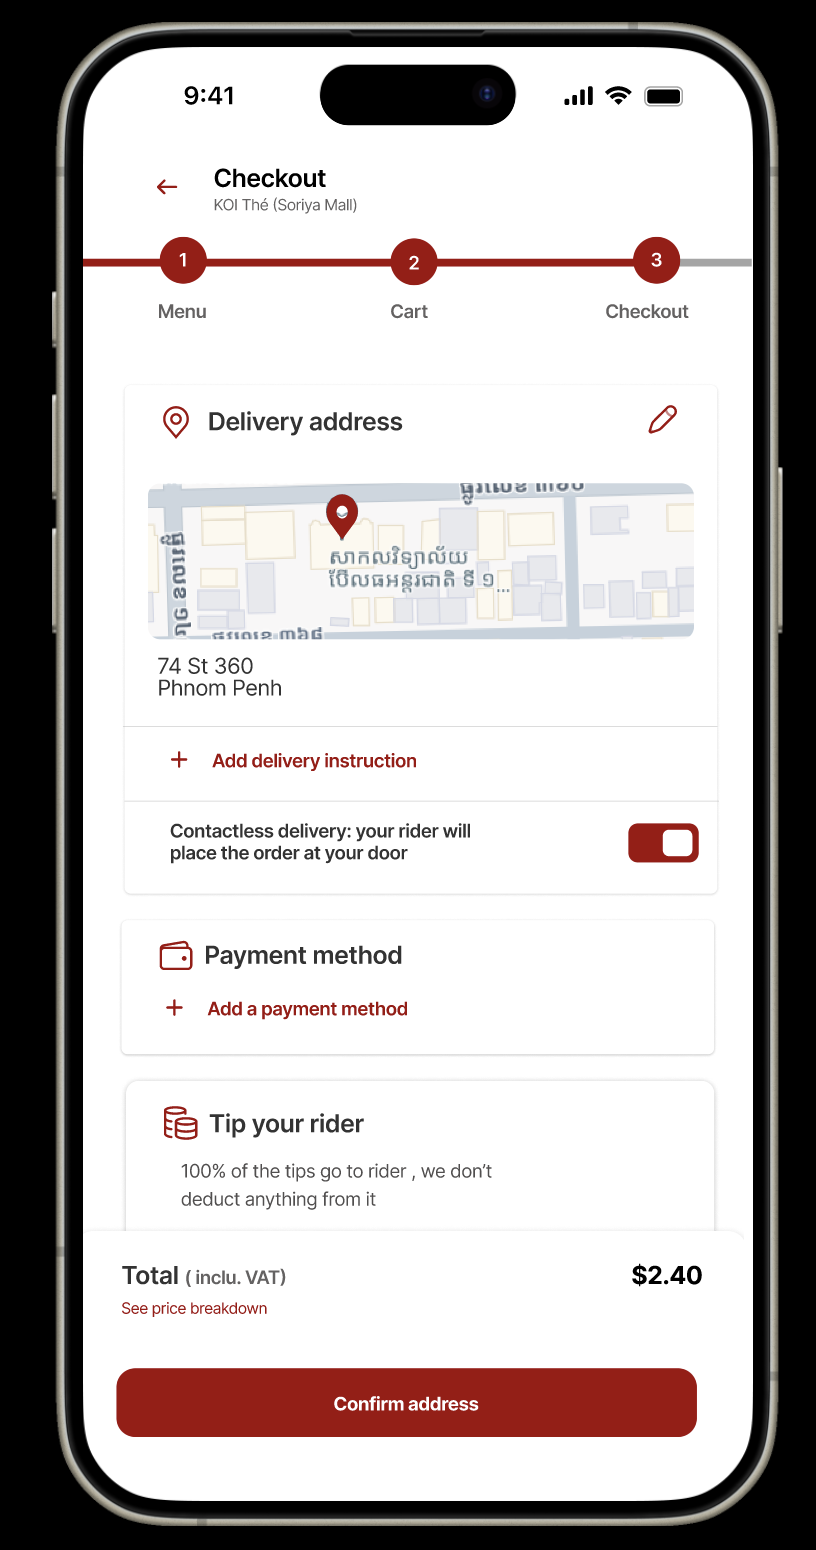 9:41
Checkout
KOI Thé (Soriya Mall)
1
2
3
Menu
Cart
Checkout
Delivery address
សាកលវិទ្យាល័យ
បៀលធអន្តរជាតិ ទី ១...
74 St 360
Phnom Penh
+ Add delivery instruction
Contactless delivery: your rider will
place the order at your door
Payment method
+ Add a payment method
Tip your rider
100% of the tips go to rider , we don’t
deduct anything from it
Total ( inclu. VAT)
$2.40
See price breakdown
Confirm address